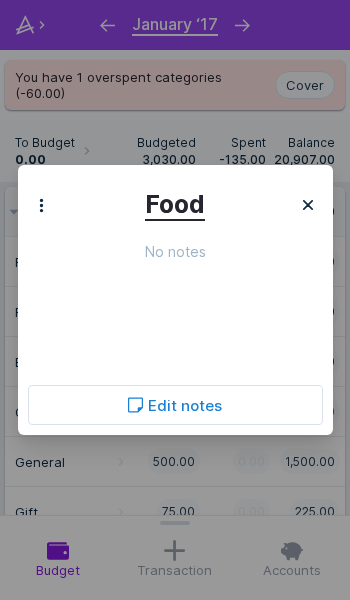 January ‘17
You have 1 overspent categories
(-60.00)
Cover
To Budget Budgeted Spent Balance
0.00 3,030.00 -135.00 20,907.00
Food
No notes
Edit notes
General 500.00 0.00 1,500.00
Gift 75.00 0.00 225.00
Budget Transaction Accounts